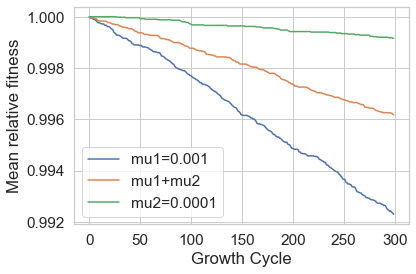 1.000
0.998
0.996
0.994
0.992
Mean relative fitness
mu1=0.001
mu1+mu2
mu2=0.0001
0 50 100 150 200 250 300
Growth Cycle